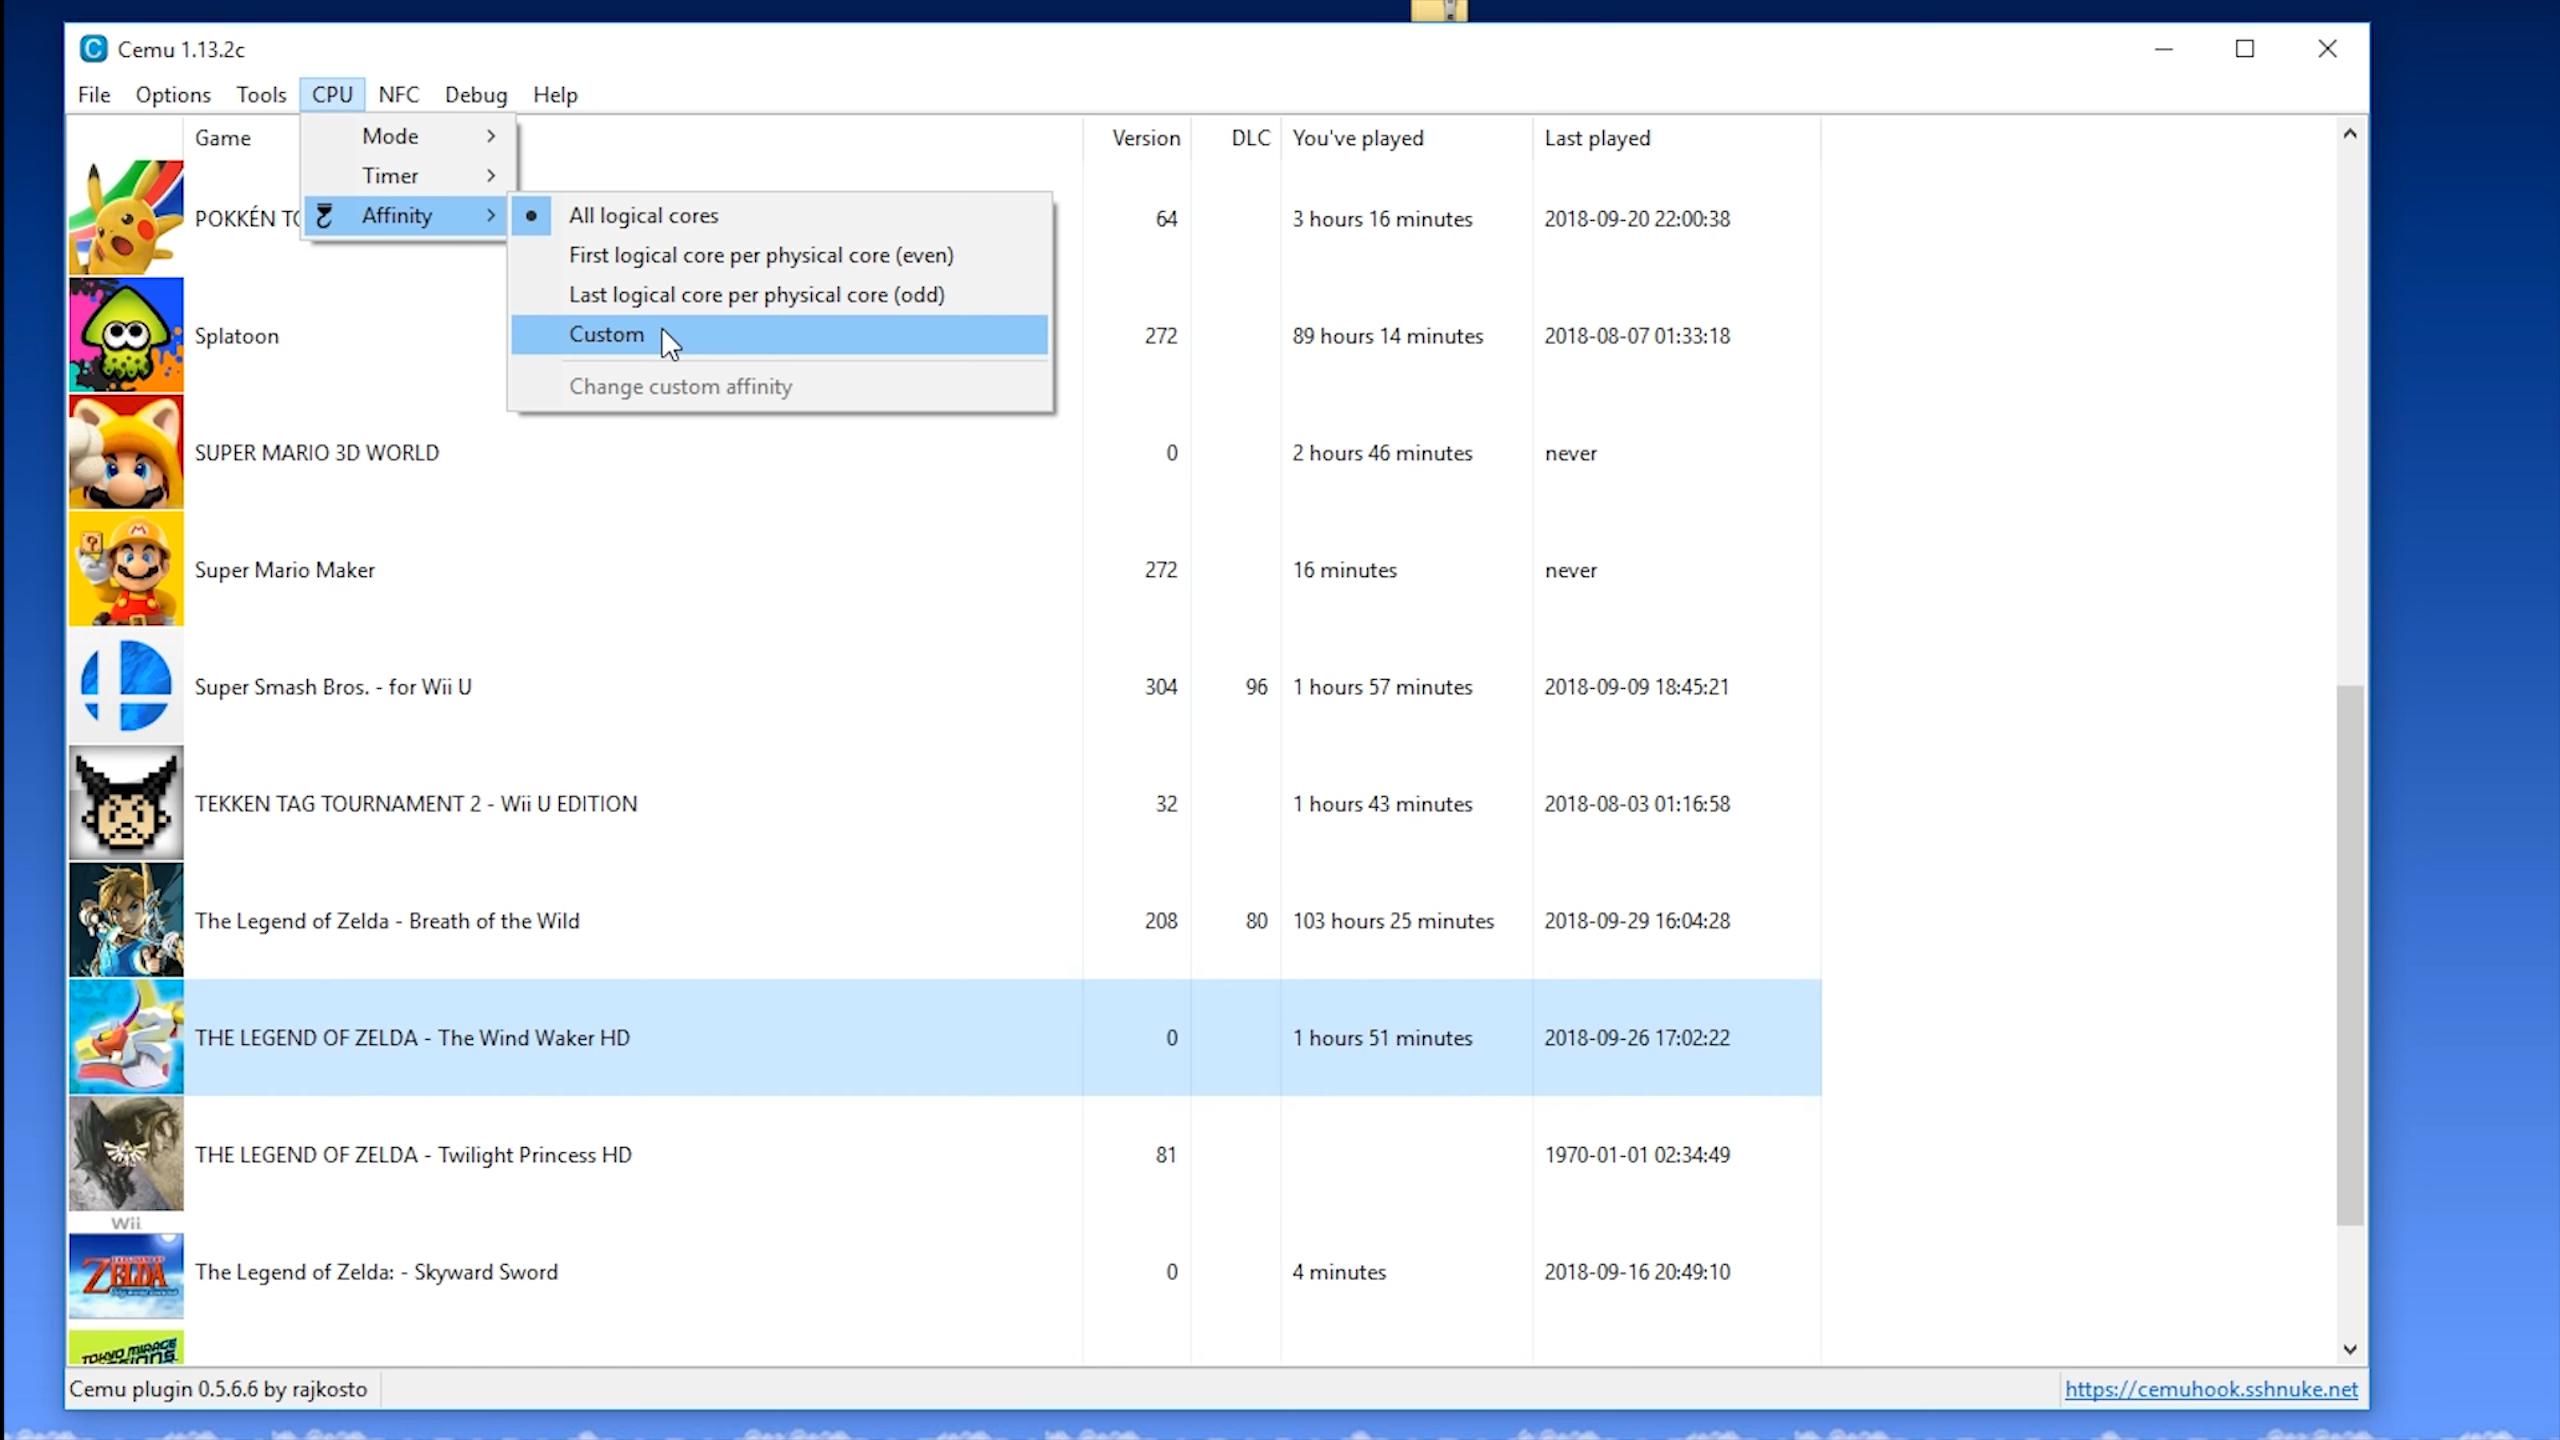 Cemu 1.13.2c
File Options Tools CPU NFC Debug Help
Game Version DLC You've played Last played
Mode
Timer
Affinity
All logical cores
First logical core per physical core (even)
Last logical core per physical core (odd)
Custom
Change custom affinity
POKKÉN 64 3 hours 16 minutes 2018-09-20 22:00:38
Splatoon 272 89 hours 14 minutes 2018-08-07 01:33:18
SUPER MARIO 3D WORLD 0 2 hours 46 minutes never
Super Mario Maker 272 16 minutes never
Super Smash Bros. - for Wii U 304 96 1 hours 57 minutes 2018-09-09 18:45:21
TEKKEN TAG TOURNAMENT 2 - Wii U EDITION 32 1 hours 43 minutes 2018-08-03 01:16:58
The Legend of Zelda - Breath of the Wild 208 80 103 hours 25 minutes 2018-09-29 16:04:28
THE LEGEND OF ZELDA - The Wind Waker HD 0 1 hours 51 minutes 2018-09-26 17:02:22
THE LEGEND OF ZELDA - Twilight Princess HD 81 1970-01-01 02:34:49
Wii
ZELDA
The Legend of Zelda: - Skyward Sword 0 4 minutes 2018-09-16 20:49:10
TOKYO MIRAGE
Cemu plugin 0.5.6.6 by rajkosto
https://cemuhook.sshnuke.net